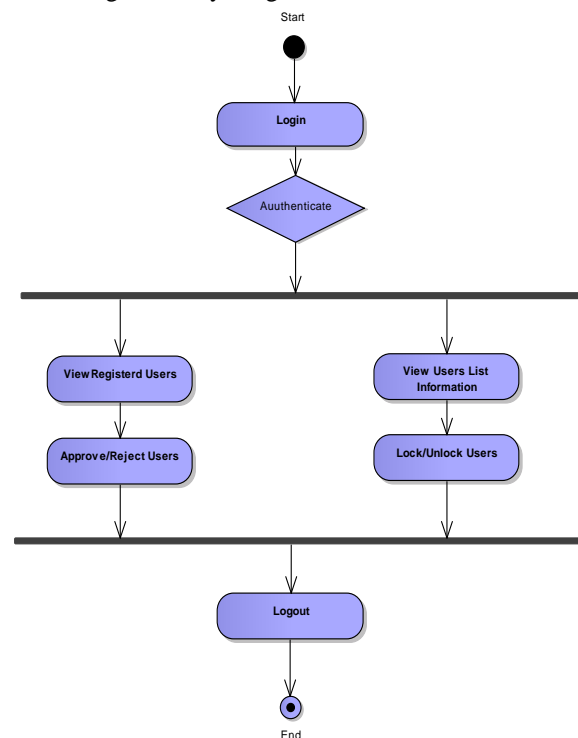 Start
Login
Auuthenticate
View Registerd Users
View Users List
Information
Approve/Reject Users
Lock/Unlock Users
Logout
End